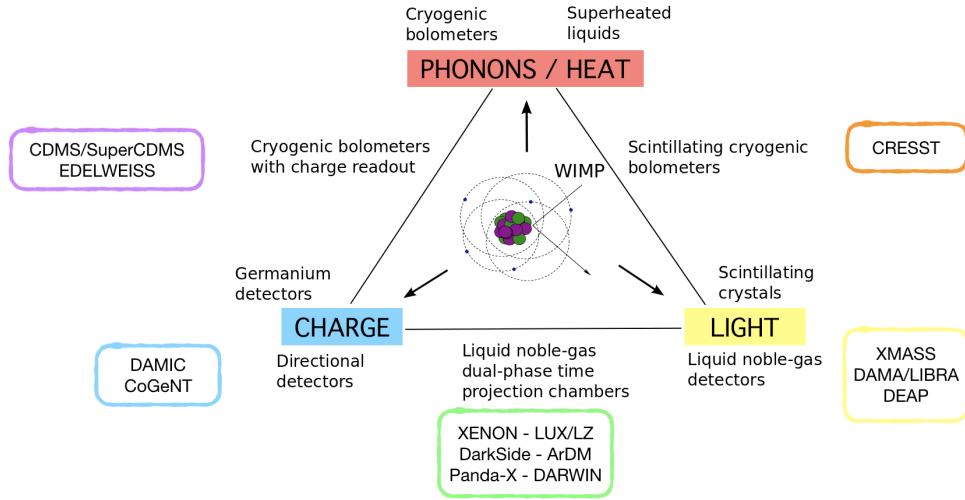 Cryogenic
bolometers
Superheated
liquids
PHONONS / HEAT
CDMS/SuperCDMS
EDELWEISS
Cryogenic bolometers
with charge readout
WIMP
Scintillating cryogenic
bolometers
CRESST
Germanium
detectors
Scintillating
crystals
CHARGE
LIGHT
DAMIC
CoGeNT
Directional
detectors
Liquid noble-gas
dual-phase time
projection chambers
Liquid noble-gas
detectors
XMASS
DAMA/LIBRA
DEAP
XENON - LUX/LZ
DarkSide - ArDM
Panda-X - DARWIN